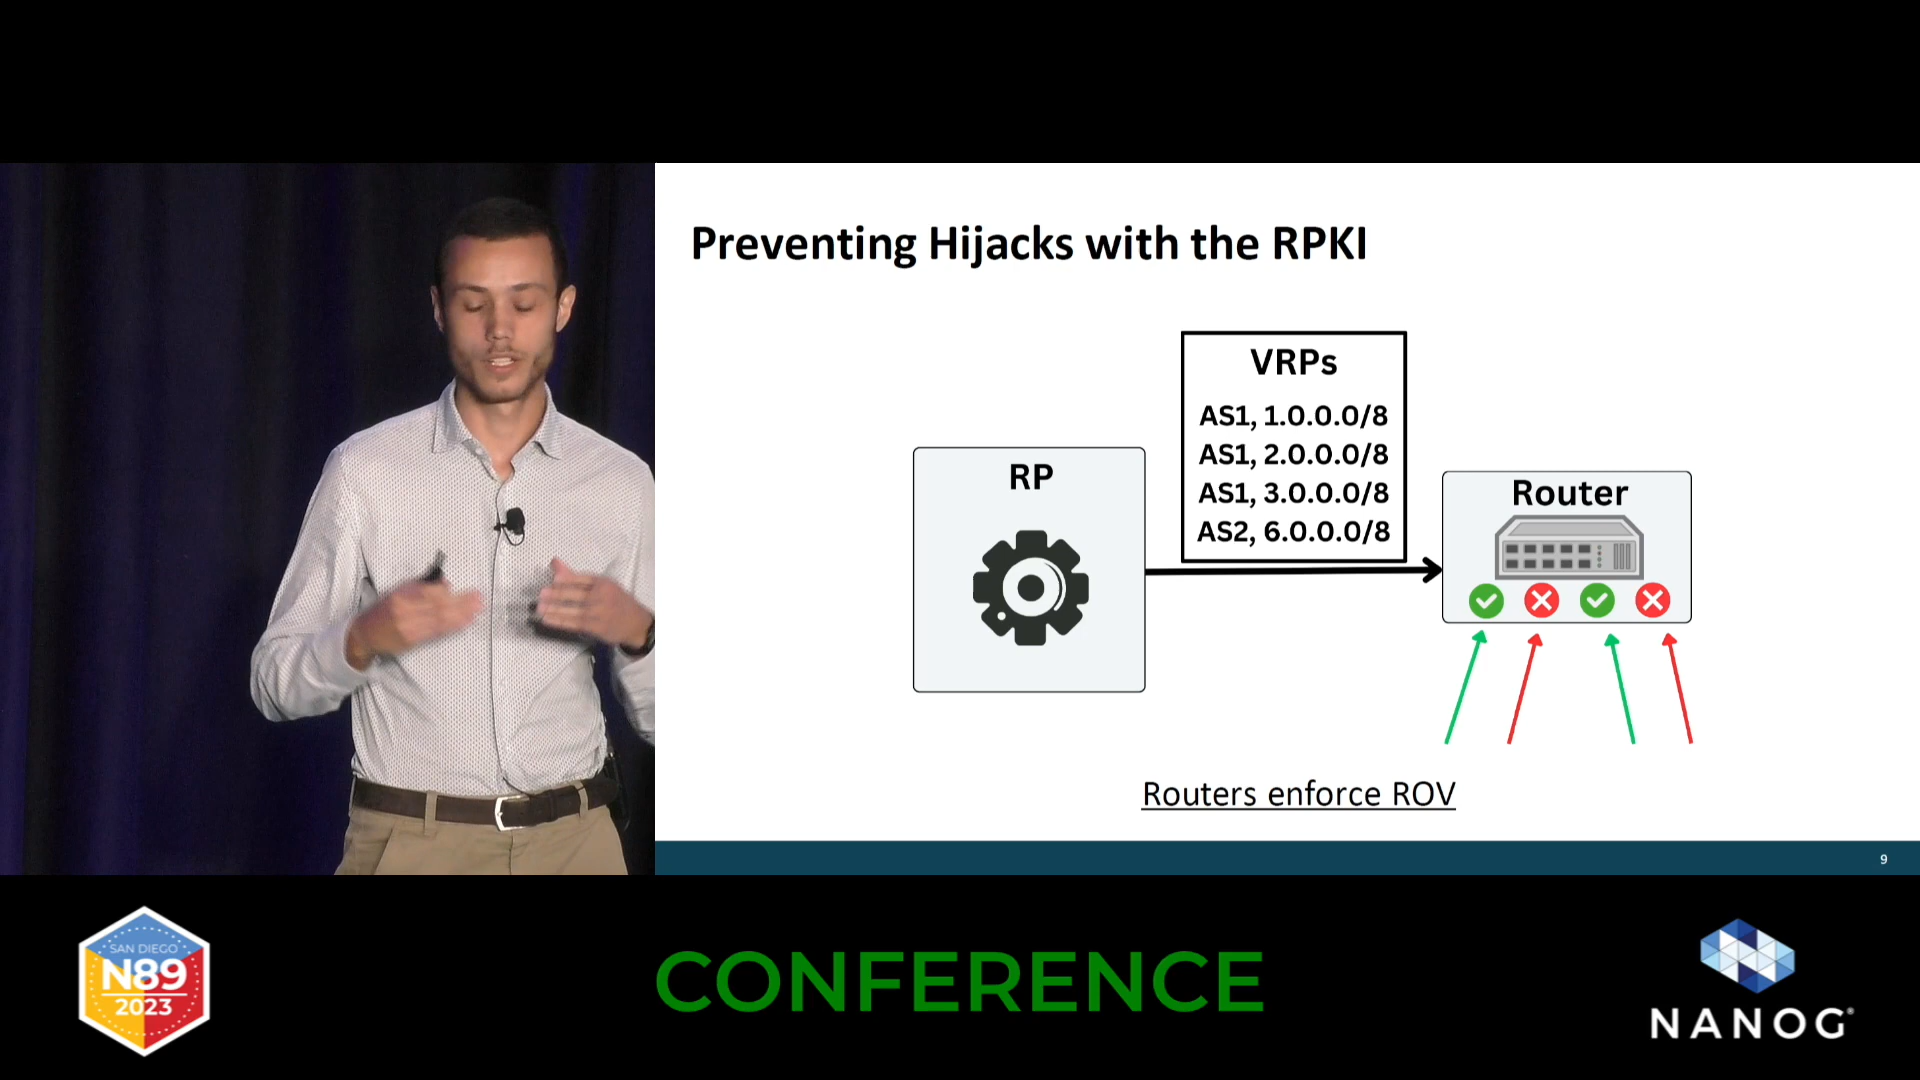 Preventing Hijacks with the RPKI
VRPs
AS1, 1.0.0.0/8
AS1, 2.0.0.0/8
AS1, 3.0.0.0/8
AS2, 6.0.0.0/8
RP
Router
Routers enforce ROV
9
SAN DIEGO
N89
2023
CONFERENCE
NANOG®